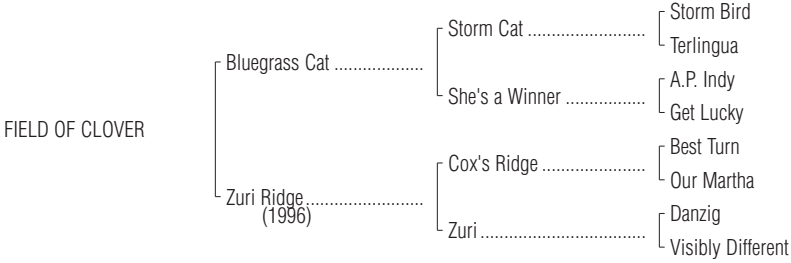 Storm Bird
Storm Cat ........................
Terlingua
Bluegrass Cat ..................
A.P. Indy
She's a Winner ................
Get Lucky
FIELD OF CLOVER
Best Turn
Cox's Ridge .....................
Our Martha
Zuri Ridge........................
(1996)
Danzig
Zuri ..................................
Visibly Different